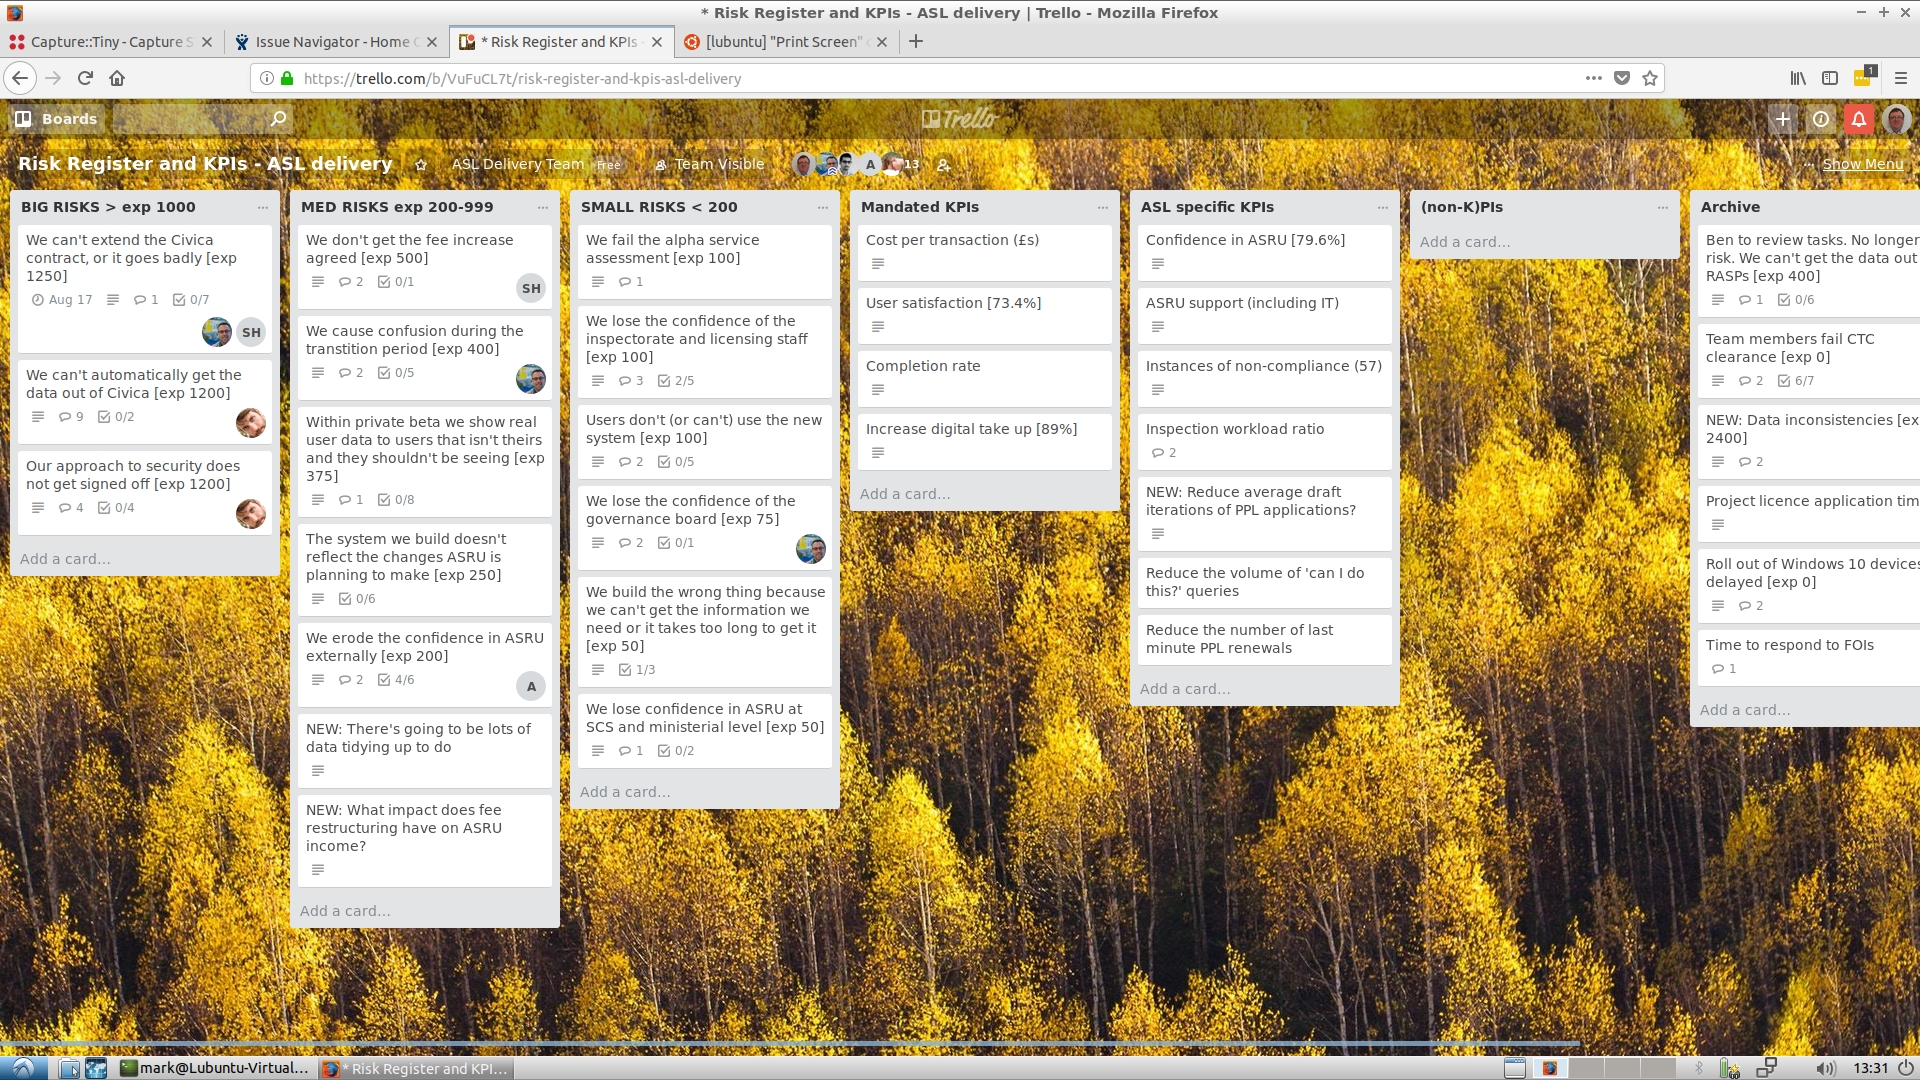 * Risk Register and KPIs - ASL delivery | Trello - Mozilla Firefox
Capture::Tiny - Capture S
Issue Navigator - Home
* Risk Register and KPIs -
[lubuntu] "Print Screen"
https://trello.com/b/VuFuCL7t/risk-register-and-kpis-asl-delivery
1
Boards
Trello
Risk Register and KPIs - ASL delivery
ASL Delivery Team Free
Team Visible
A
13
... Show Menu
BIG RISKS > exp 1000
We can't extend the Civica
contract, or it goes badly [exp
1250]
Aug 17 1 0/7
SH
We can't automatically get the
data out of Civica [exp 1200]
9 0/2
Our approach to security does
not get signed off [exp 1200]
4 0/4
Add a card...
MED RISKS exp 200-999
We don't get the fee increase
agreed [exp 500]
2 0/1
SH
We cause confusion during the
transtition period [exp 400]
2 0/5
Within private beta we show real
user data to users that isn't theirs
and they shouldn't be seeing [exp
375]
1 0/8
The system we build doesn't
reflect the changes ASRU is
planning to make [exp 250]
0/6
We erode the confidence in ASRU
externally [exp 200]
2 4/6
A
NEW: There's going to be lots of
data tidying up to do
NEW: What impact does fee
restructuring have on ASRU
income?
Add a card...
SMALL RISKS < 200
We fail the alpha service
assessment [exp 100]
1
We lose the confidence of the
inspectorate and licensing staff
[exp 100]
3 2/5
Users don't (or can't) use the new
system [exp 100]
2 0/5
We lose the confidence of the
governance board [exp 75]
2 0/1
We build the wrong thing because
we can't get the information we
need or it takes too long to get it
[exp 50]
1/3
We lose confidence in ASRU at
SCS and ministerial level [exp 50]
1 0/2
Add a card...
Mandated KPIs
Cost per transaction (£s)
User satisfaction [73.4%]
Completion rate
Increase digital take up [89%]
Add a card...
ASL specific KPIs
Confidence in ASRU [79.6%]
ASRU support (including IT)
Instances of non-compliance (57)
Inspection workload ratio
2
NEW: Reduce average draft
iterations of PPL applications?
Reduce the volume of 'can I do
this?' queries
Reduce the number of last
minute PPL renewals
Add a card...
(non-K)PIs
Add a card...
Archive
Ben to review tasks. No longer
risk. We can't get the data out
RASPs [exp 400]
1 0/6
Team members fail CTC
clearance [exp 0]
2 6/7
NEW: Data inconsistencies [ex
2400]
2
Project licence application tim
Roll out of Windows 10 devices
delayed [exp 0]
2
Time to respond to FOIs
1
Add a card...
mark@Lubuntu-Virtual...
* Risk Register and KPI...
13:31